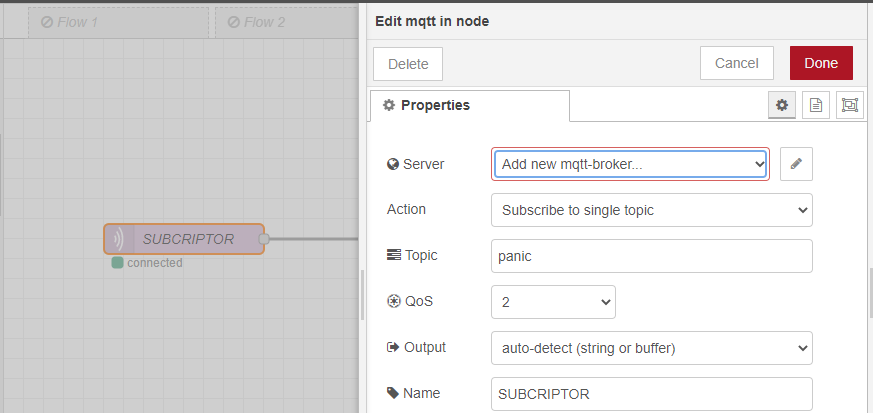 Flow 1
Flow 2
Edit mqtt in node
Delete
Cancel
Done
Properties
Server
Add new mqtt-broker...
Action
Subscribe to single topic
SUBCRIPTOR
connected
Topic
panic
QoS
2
Output
auto-detect (string or buffer)
Name
SUBCRIPTOR